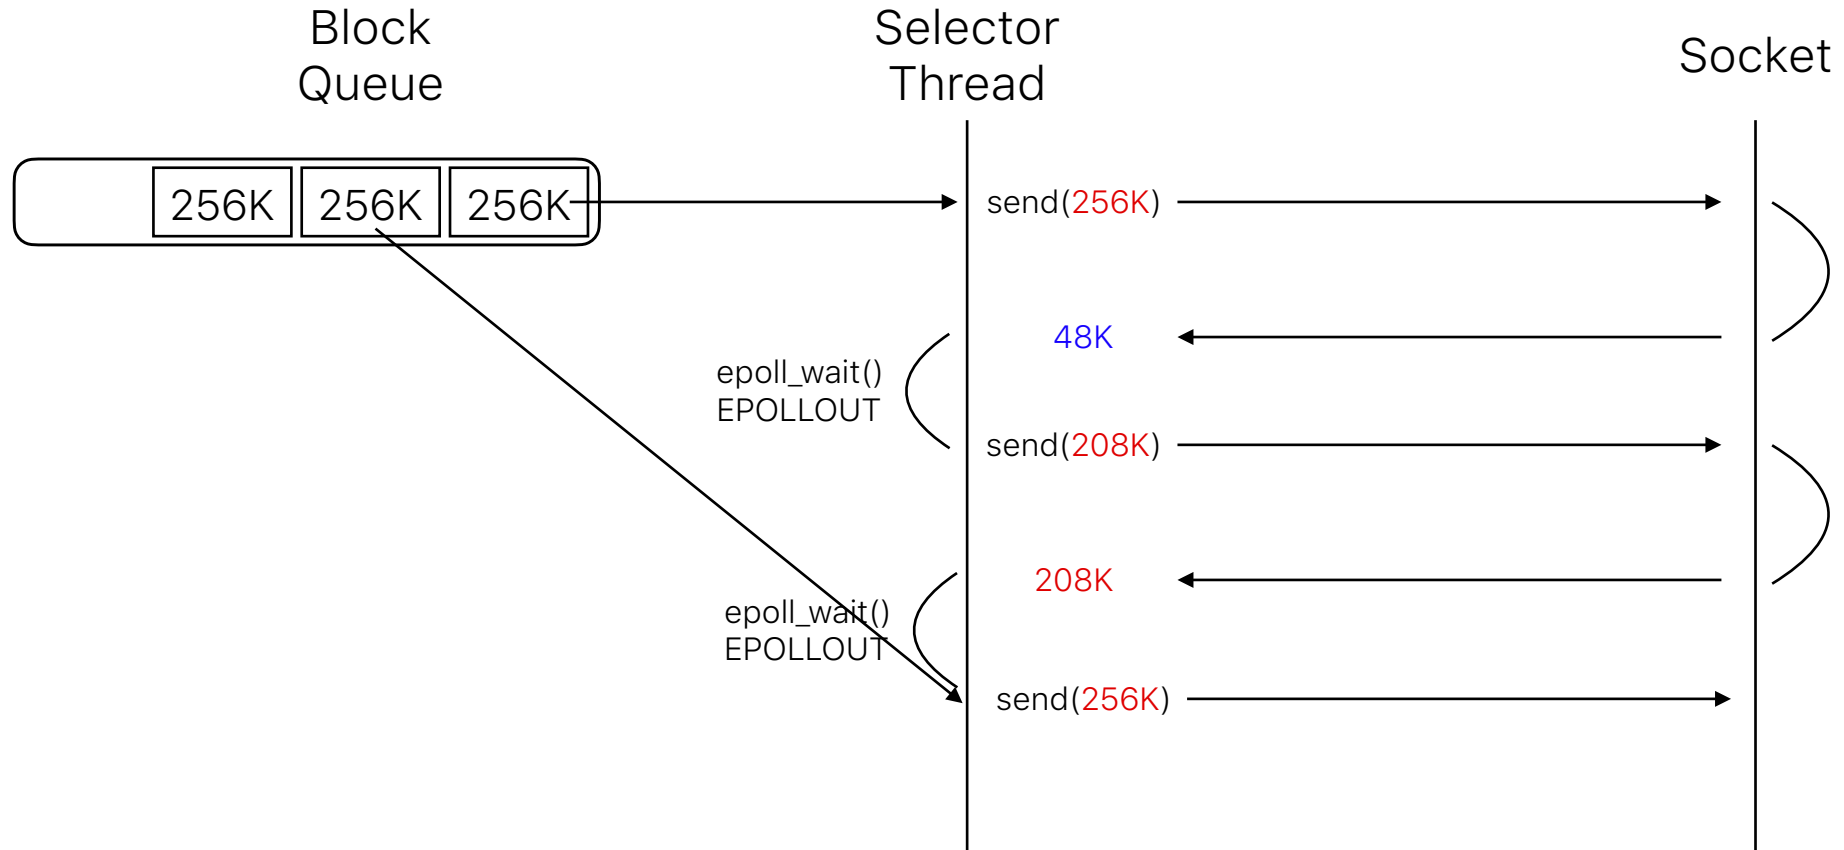 Block
Queue
Selector
Thread
Socket
256K
256K
256K
send(256K)
48K
epoll_wait()
EPOLLOUT
send(208K)
208K
epoll_wait()
EPOLLOUT
send(256K)